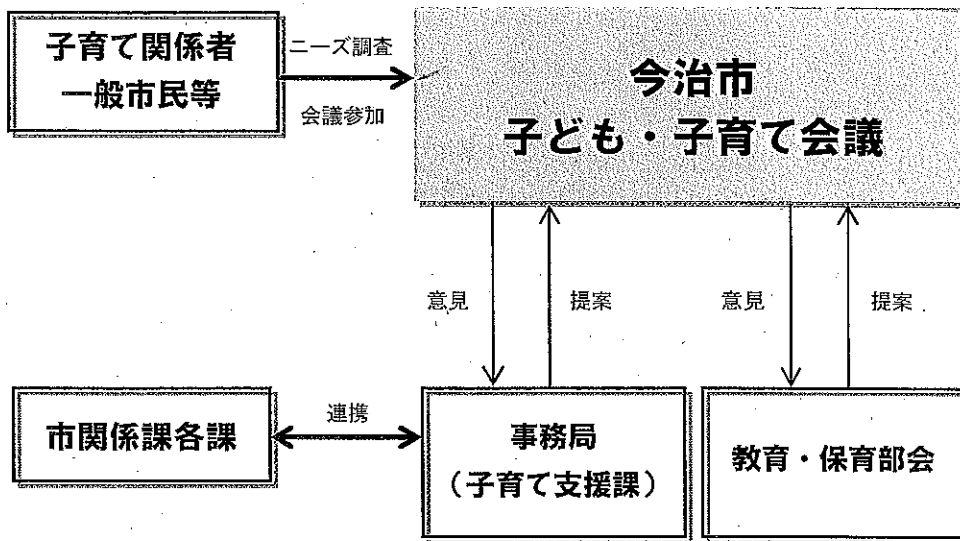 子育て関係者
一般市民等
ニーズ調査
会議参加
今治市
子ども・子育て会議
意見
提案
意見
提案
市関係課各課
連携
事務局
（子育て支援課）
教育・保育部会